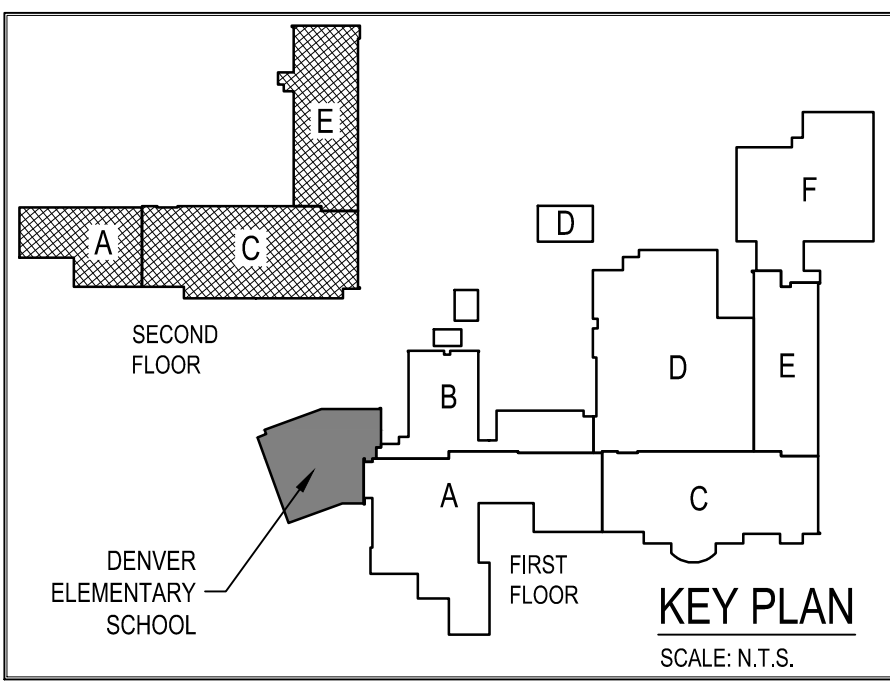 E
A
C
SECOND
FLOOR
F
D
D
E
B
A
C
DENVER
ELEMENTARY
SCHOOL
FIRST
FLOOR
KEY PLAN
SCALE: N.T.S.